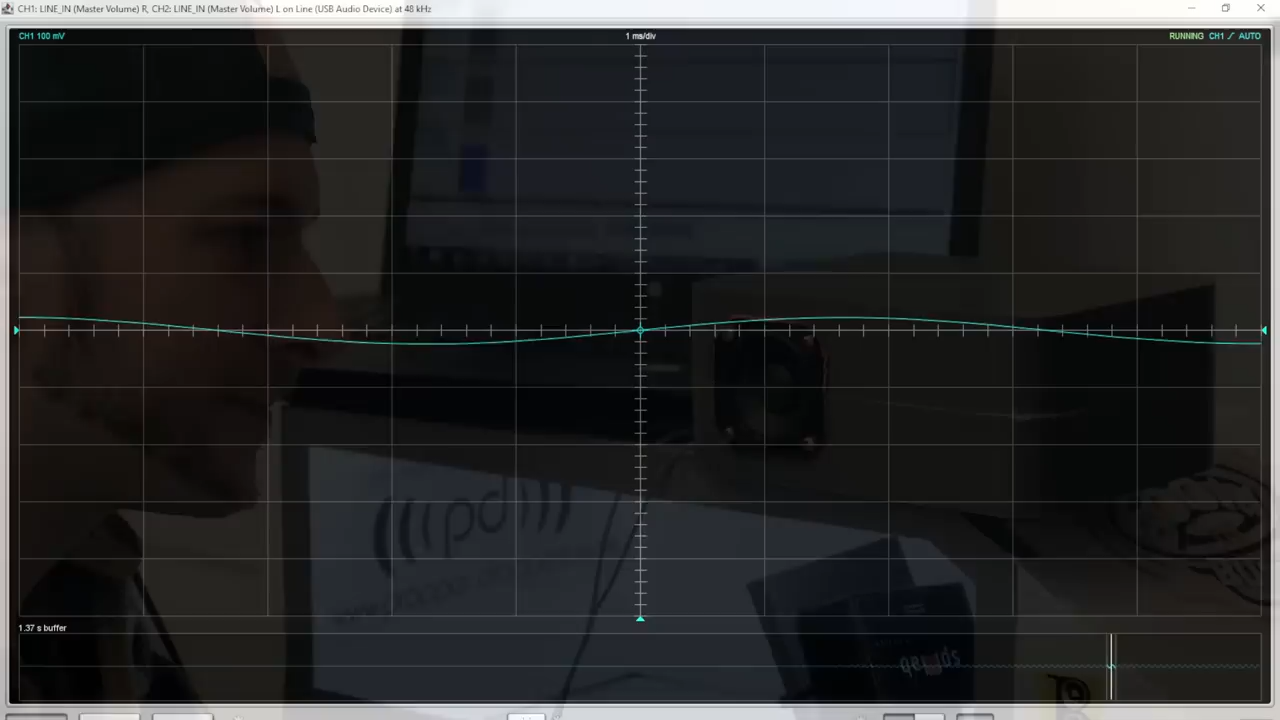 CH1: LINE_IN (Master Volume) R, CH2: LINE_IN (Master Volume) L on Line (USB Audio Device) at 48 kHz
CH1 100 mV
1 ms/div
RUNNING CH1 AUTO
(((pd)))
1.37 s buffer